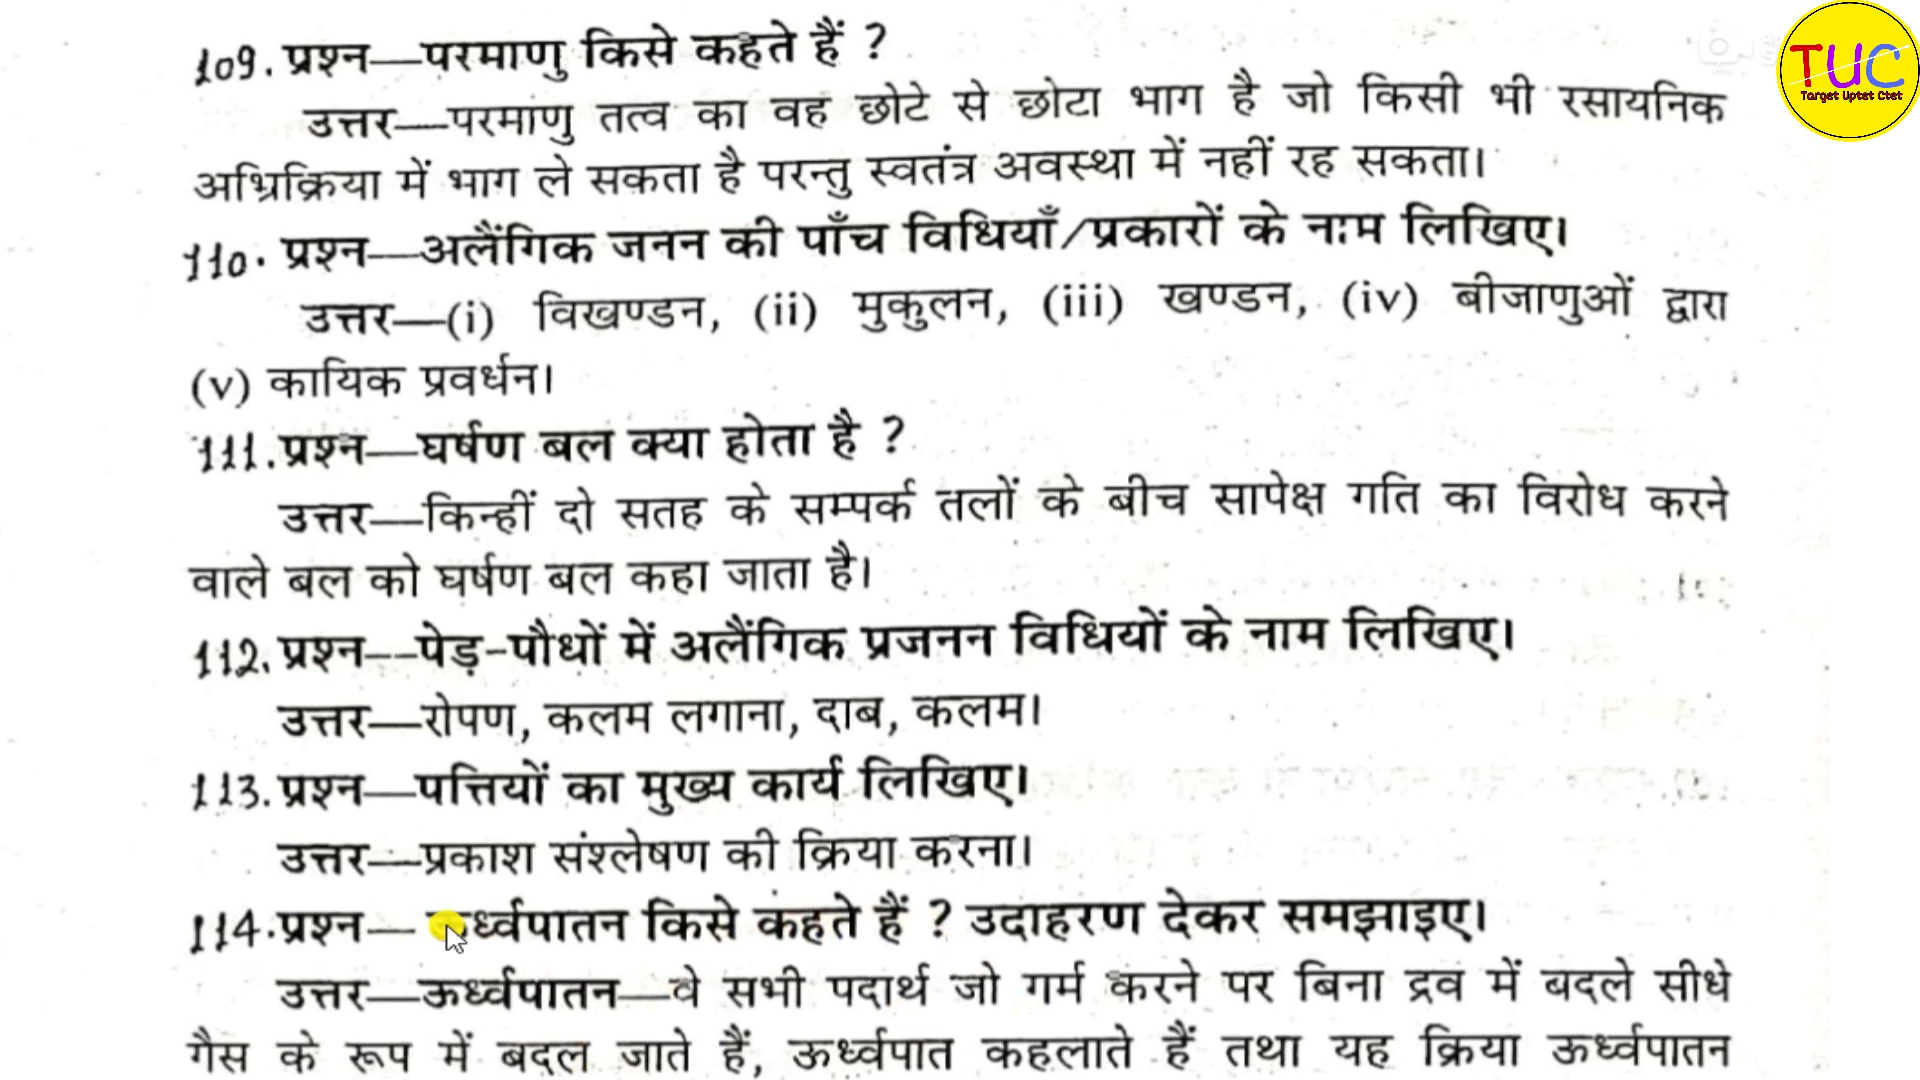 109. प्रश्न—परमाणु किसे कहते हैं ?
उत्तर—परमाणु तत्व का वह छोटे से छोटा भाग है जो किसी भी रसायनिक
अभिक्रिया में भाग ले सकता है परन्तु स्वतंत्र अवस्था में नहीं रह सकता।
110. प्रश्न—अलैंगिक जनन की पाँच विधियाँ/प्रकारों के नाम लिखिए।
उत्तर—(i) विखण्डन, (ii) मुकुलन, (iii) खण्डन, (iv) बीजाणुओं द्वारा
(v) कायिक प्रवर्धन।
111. प्रश्न—घर्षण बल क्या होता है ?
उत्तर—किन्हीं दो सतह के सम्पर्क तलों के बीच सापेक्ष गति का विरोध करने
वाले बल को घर्षण बल कहा जाता है।
112. प्रश्न—पेड़-पौधों में अलैंगिक प्रजनन विधियों के नाम लिखिए।
उत्तर—रोपण, कलम लगाना, दाब, कलम।
113. प्रश्न—पत्तियों का मुख्य कार्य लिखिए।
उत्तर—प्रकाश संश्लेषण की क्रिया करना।
114. प्रश्न—ऊर्ध्वपातन किसे कहते हैं ? उदाहरण देकर समझाइए।
उत्तर—ऊर्ध्वपातन—वे सभी पदार्थ जो गर्म करने पर बिना द्रव में बदले सीधे
गैस के रूप में बदल जाते हैं, ऊर्ध्वपात कहलाते हैं तथा यह क्रिया ऊर्ध्वपातन
TUC
Target Uptet Ctet